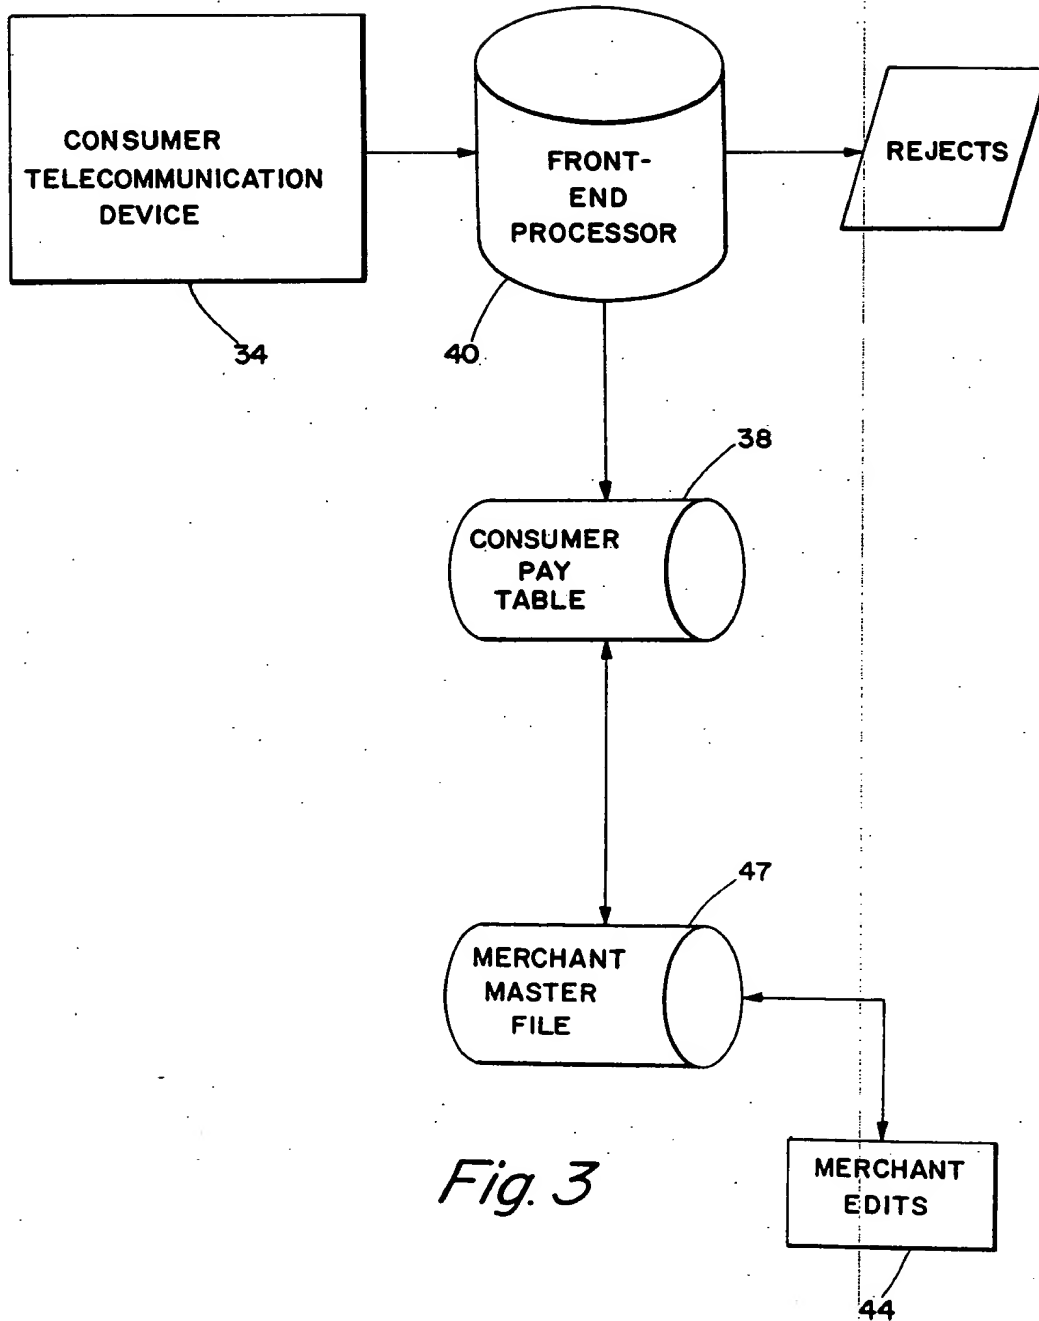 CONSUMER
TELECOMMUNICATION
DEVICE
34
FRONT-
END
PROCESSOR
40
REJECTS
38
CONSUMER
PAY
TABLE
47
MERCHANT
MASTER
FILE
MERCHANT
EDITS
44
Fig. 3